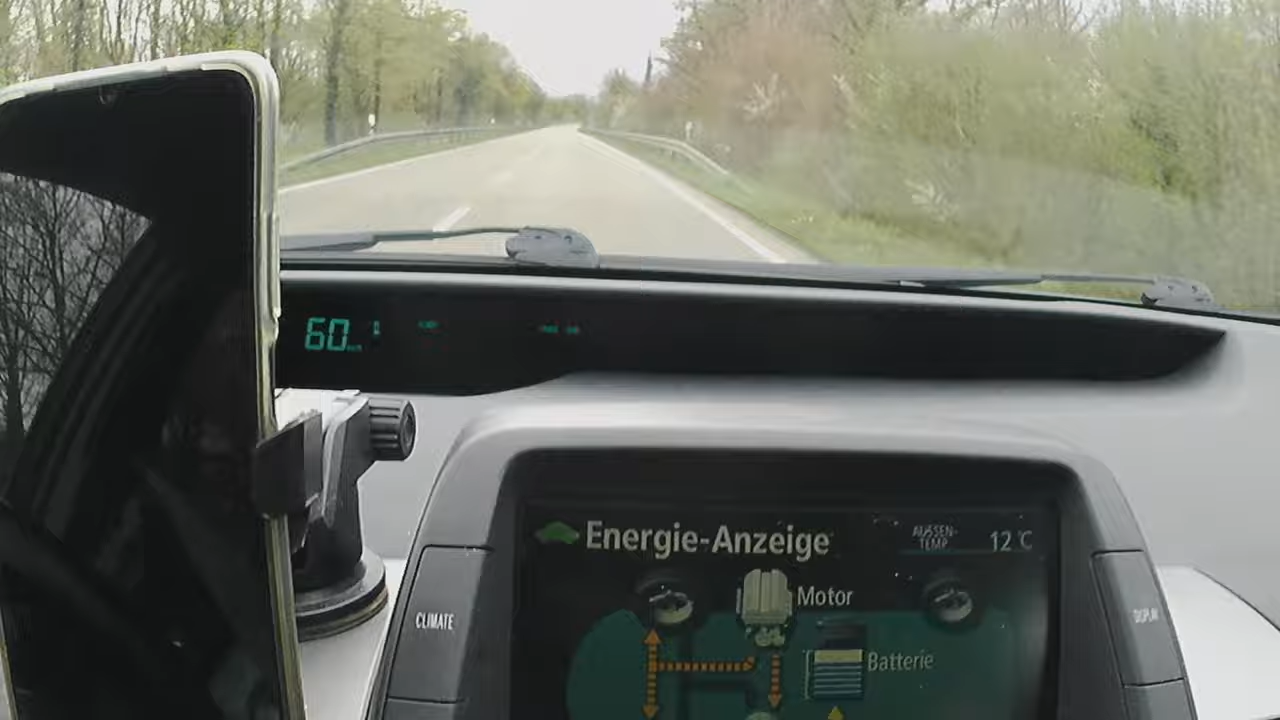 60
Energie-Anzeige
AUSSEN-
TEMP
12°C
Motor
CLIMATE
DISPLAY
Batterie